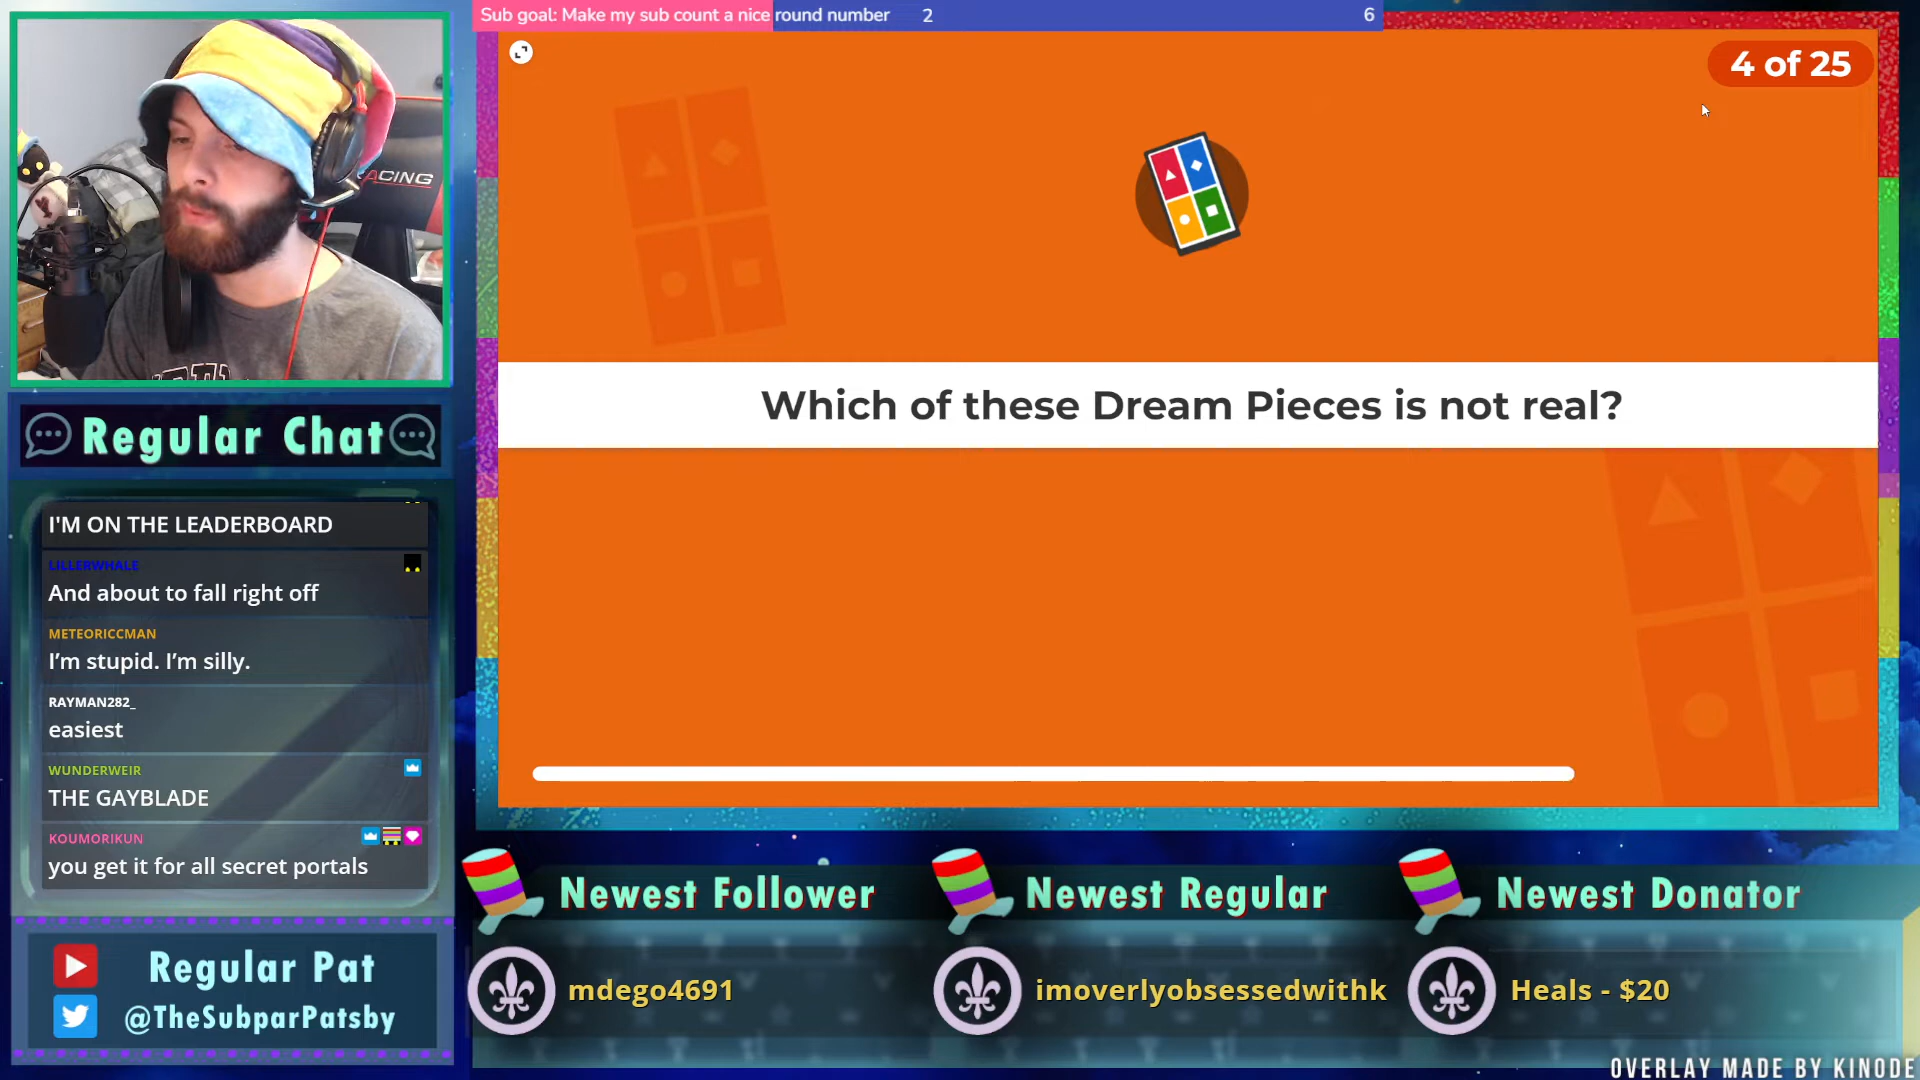 Sub goal: Make my sub count a nice round number 2 6
4 of 25
ACING
Which of these Dream Pieces is not real?
Regular Chat
I'M ON THE LEADERBOARD
LILLERWHALE
And about to fall right off
METEORICCMAN
I'm stupid. I'm silly.
RAYMAN282_
easiest
WUNDERWEIR
THE GAYBLADE
KOUMORIKUN
you get it for all secret portals
Regular Pat
@TheSubparPatsby
Newest Follower
mdego4691
Newest Regular
imoverlyobsessedwithk
Newest Donator
Heals - $20
OVERLAY MADE BY KINODE